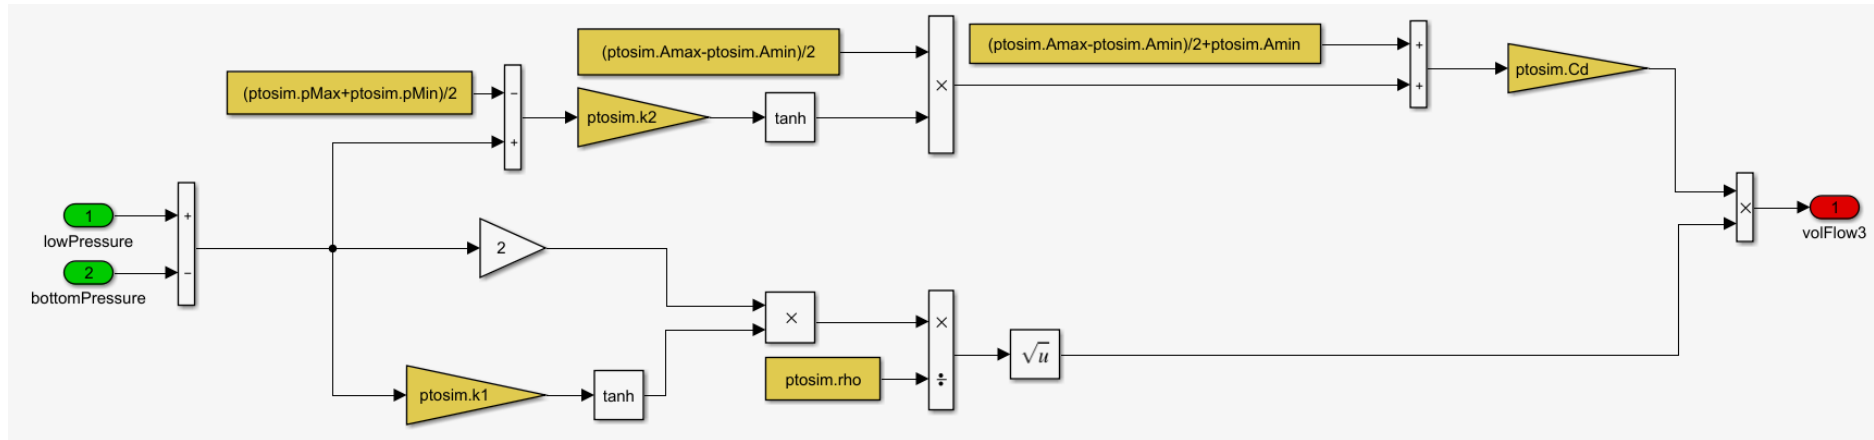 (ptosim.Amax-ptosim.Amin)/2
(ptosim.Amax-ptosim.Amin)/2+ptosim.Amin
+
+
ptosim.Cd
(ptosim.pMax+ptosim.pMin)/2
−
+
ptosim.k2
tanh
×
1
lowPressure
2
bottomPressure
+
−
2
×
1
volFlow3
×
×
÷
√u
ptosim.rho
ptosim.k1
tanh